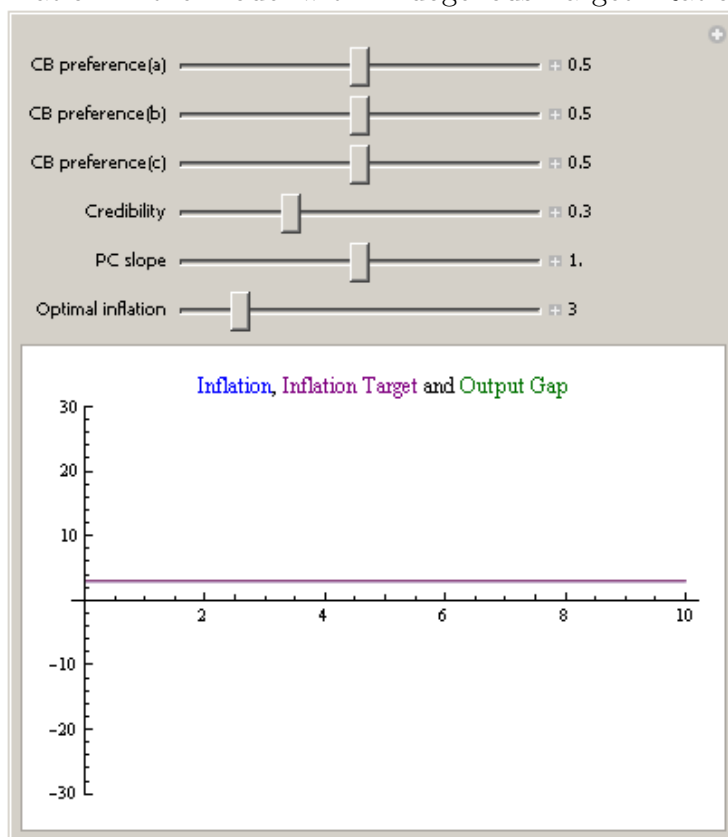 CB preference(a) 0.5
CB preference(b) 0.5
CB preference(c) 0.5
Credibility 0.3
PC slope 1.
Optimal inflation 3
Inflation, Inflation Target and Output Gap
30
20
10
2 4 6 8 10
-10
-20
-30